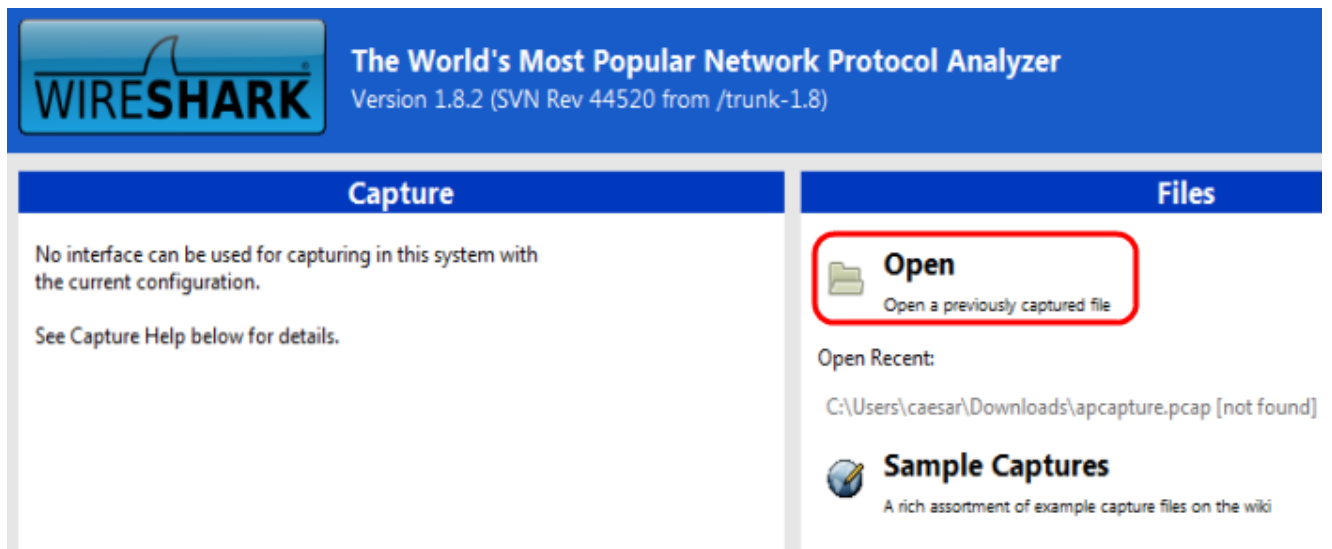 WIRESHARK
The World's Most Popular Network Protocol Analyzer
Version 1.8.2 (SVN Rev 44520 from /trunk-1.8)
Capture
No interface can be used for capturing in this system with
the current configuration.
See Capture Help below for details.
Files
Open
Open a previously captured file
Open Recent:
C:\Users\caesar\Downloads\apcapture.pcap [not found]
Sample Captures
A rich assortment of example capture files on the wiki